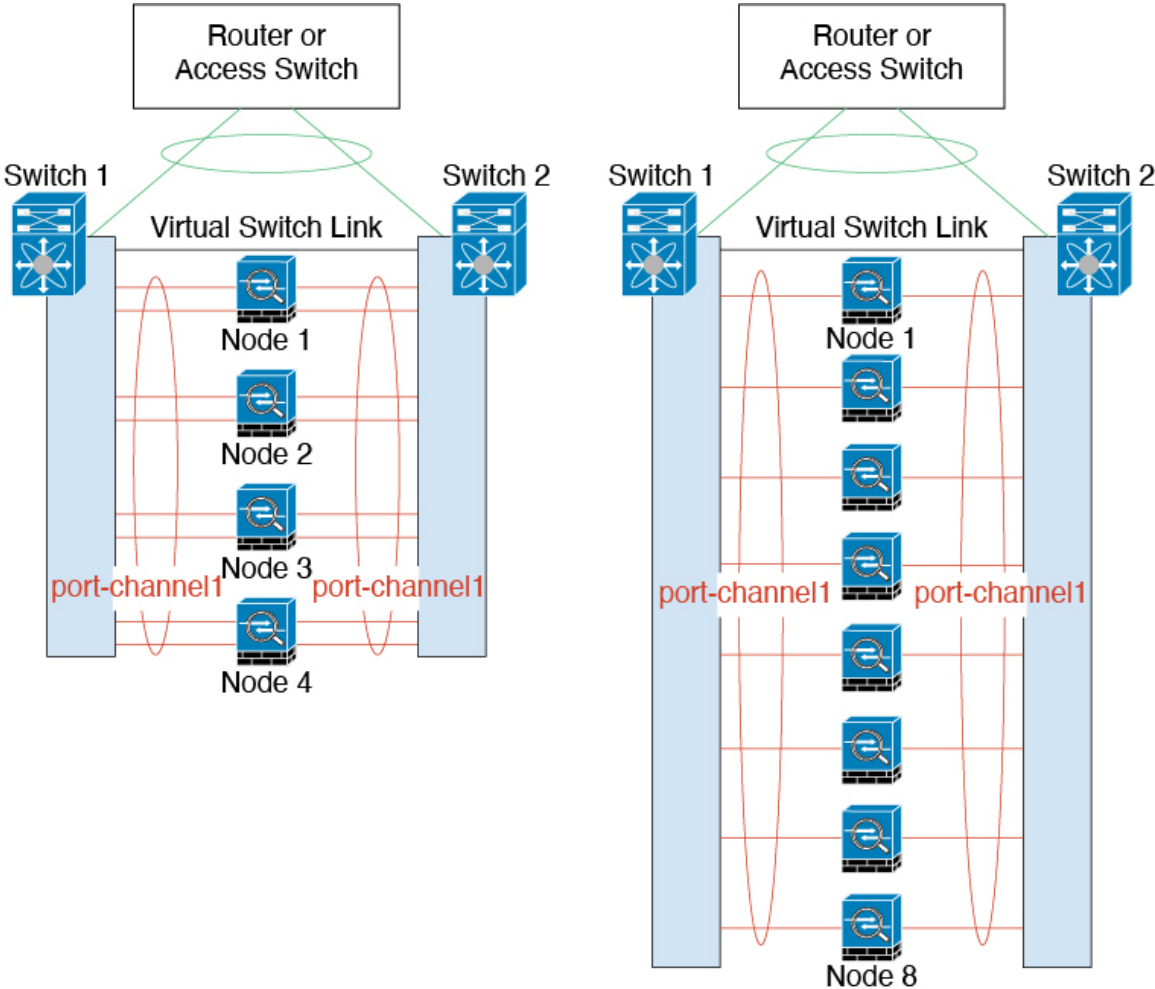 Router or
Access Switch
Switch 1
Switch 2
Virtual Switch Link
Node 1
Node 2
Node 3
port-channel1
port-channel1
Node 4
Router or
Access Switch
Switch 1
Switch 2
Virtual Switch Link
Node 1
port-channel1
port-channel1
Node 8